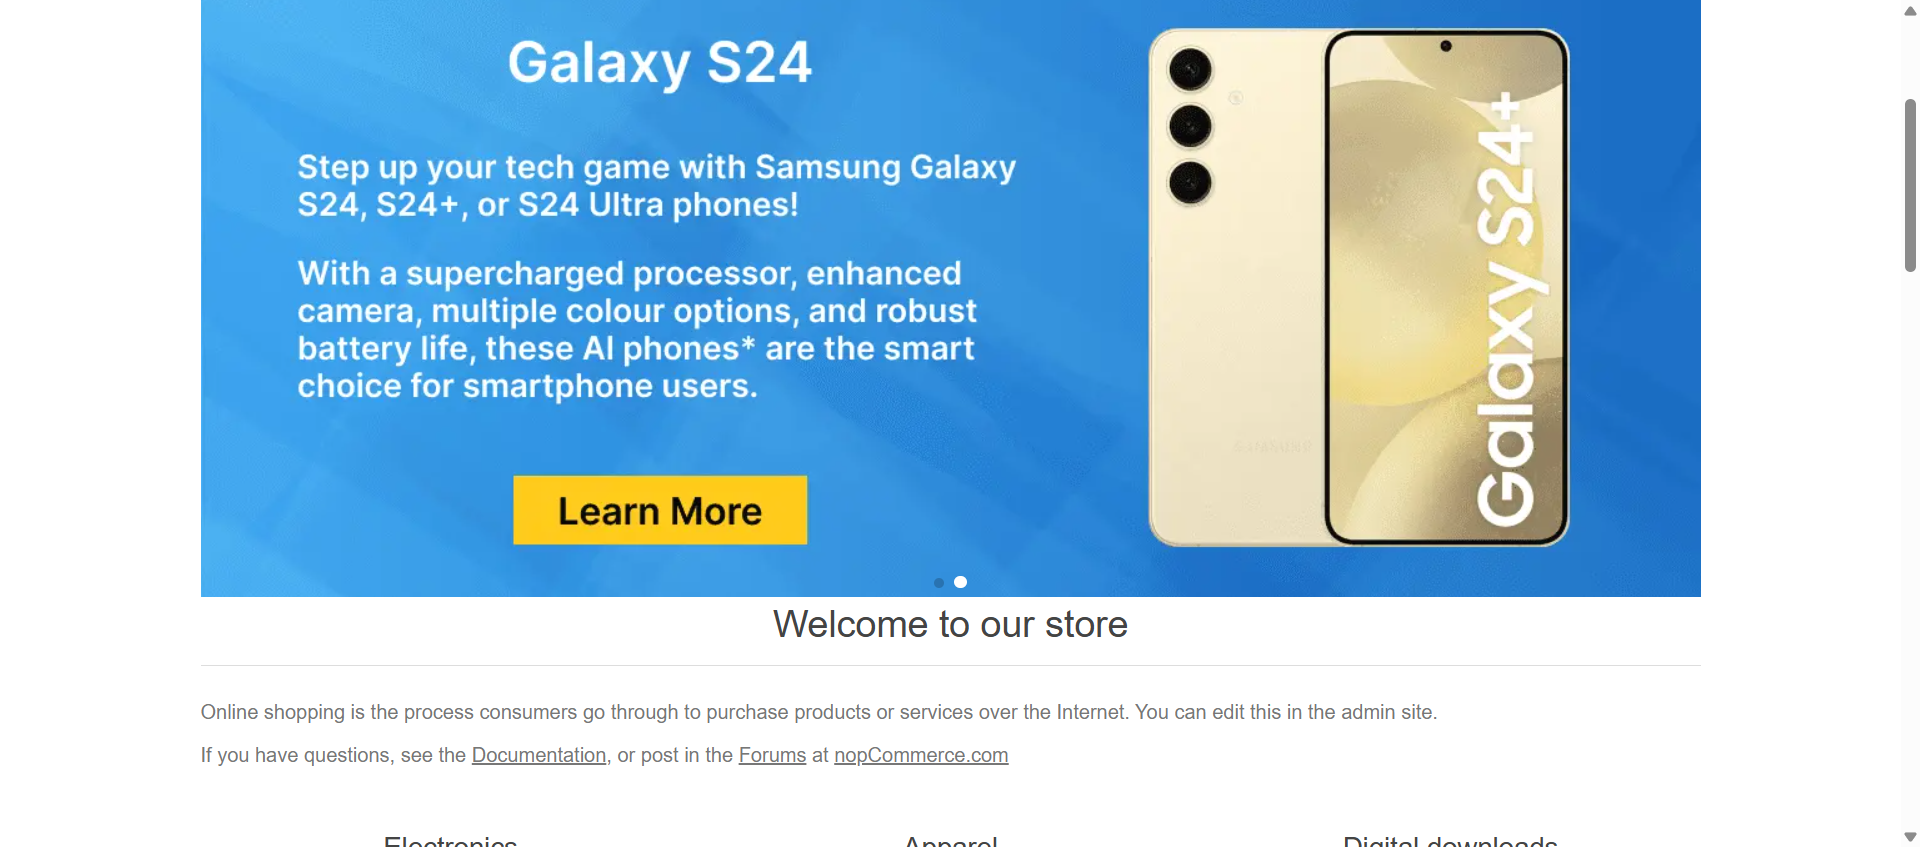 Galaxy S24
Step up your tech game with Samsung Galaxy
S24, S24+, or S24 Ultra phones!
With a supercharged processor, enhanced
camera, multiple colour options, and robust
battery life, these AI phones* are the smart
choice for smartphone users.
Learn More
Galaxy S24+
SAMSUNG
Welcome to our store
Online shopping is the process consumers go through to purchase products or services over the Internet. You can edit this in the admin site.
If you have questions, see the Documentation, or post in the Forums at nopCommerce.com
Electronics
Apparel
Digital downloads